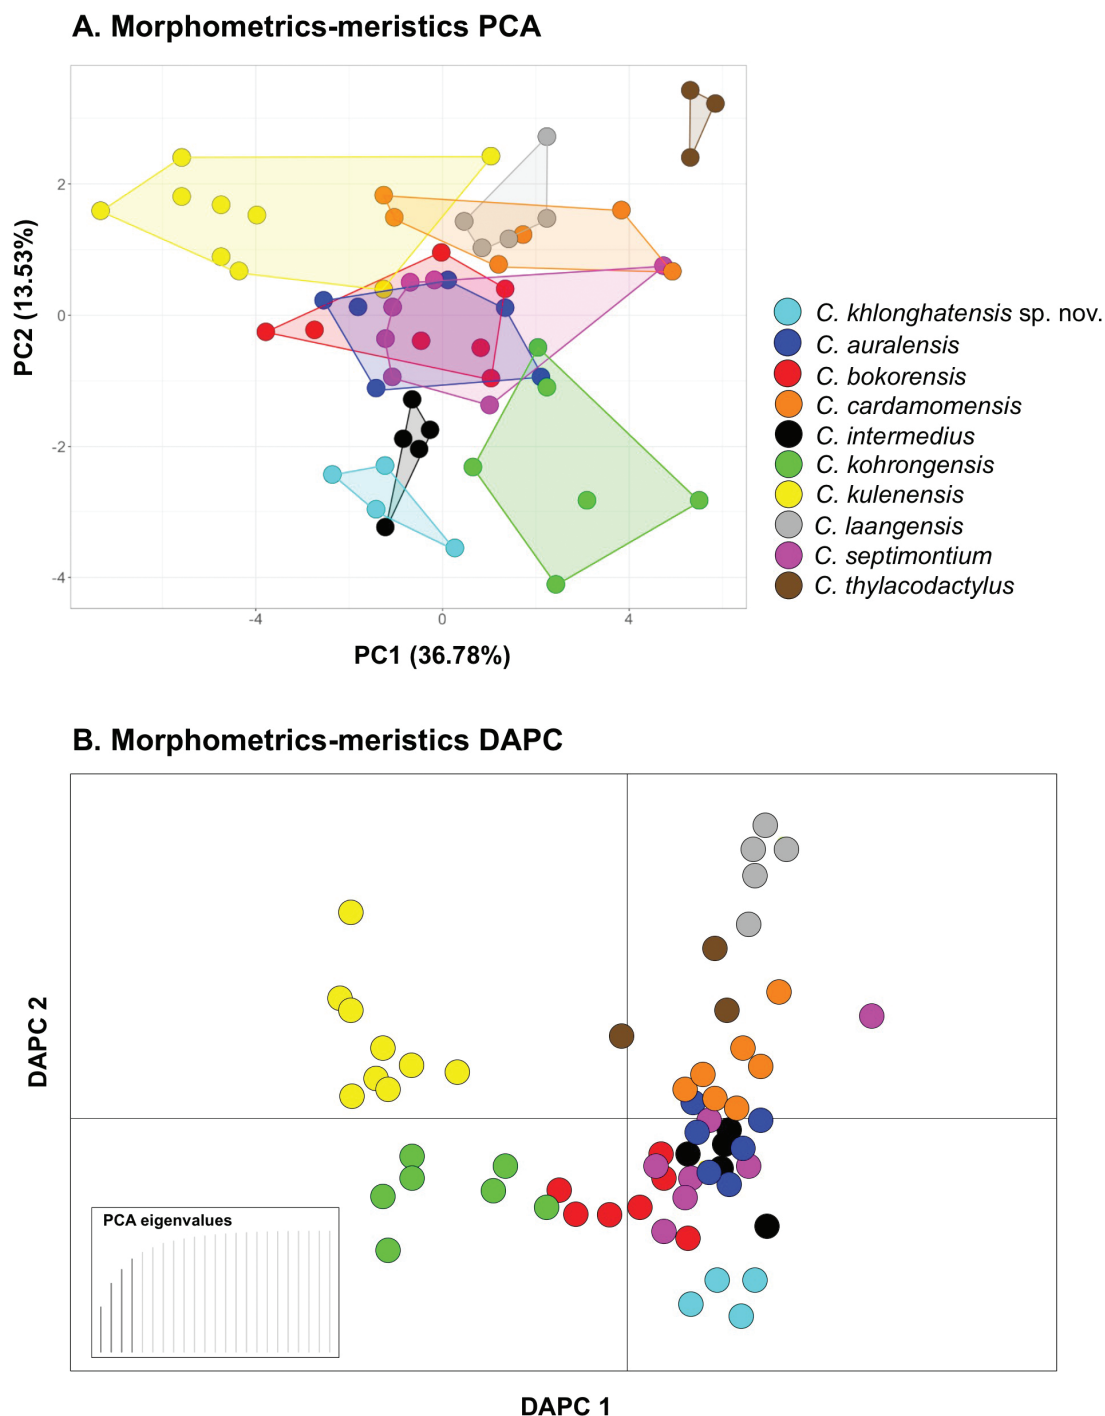 A. Morphometrics-meristics PCA
PC2 (13.53%)
2
0
-2
-4
-4
0
4
PC1 (36.78%)
C. khlonghatensis sp. nov.
C. auralensis
C. bokorensis
C. cardamomensis
C. intermedius
C. kohrongensis
C. kulenensis
C. laangensis
C. septimontium
C. thylacodactylus
B. Morphometrics-meristics DAPC
DAPC 2
PCA eigenvalues
DAPC 1